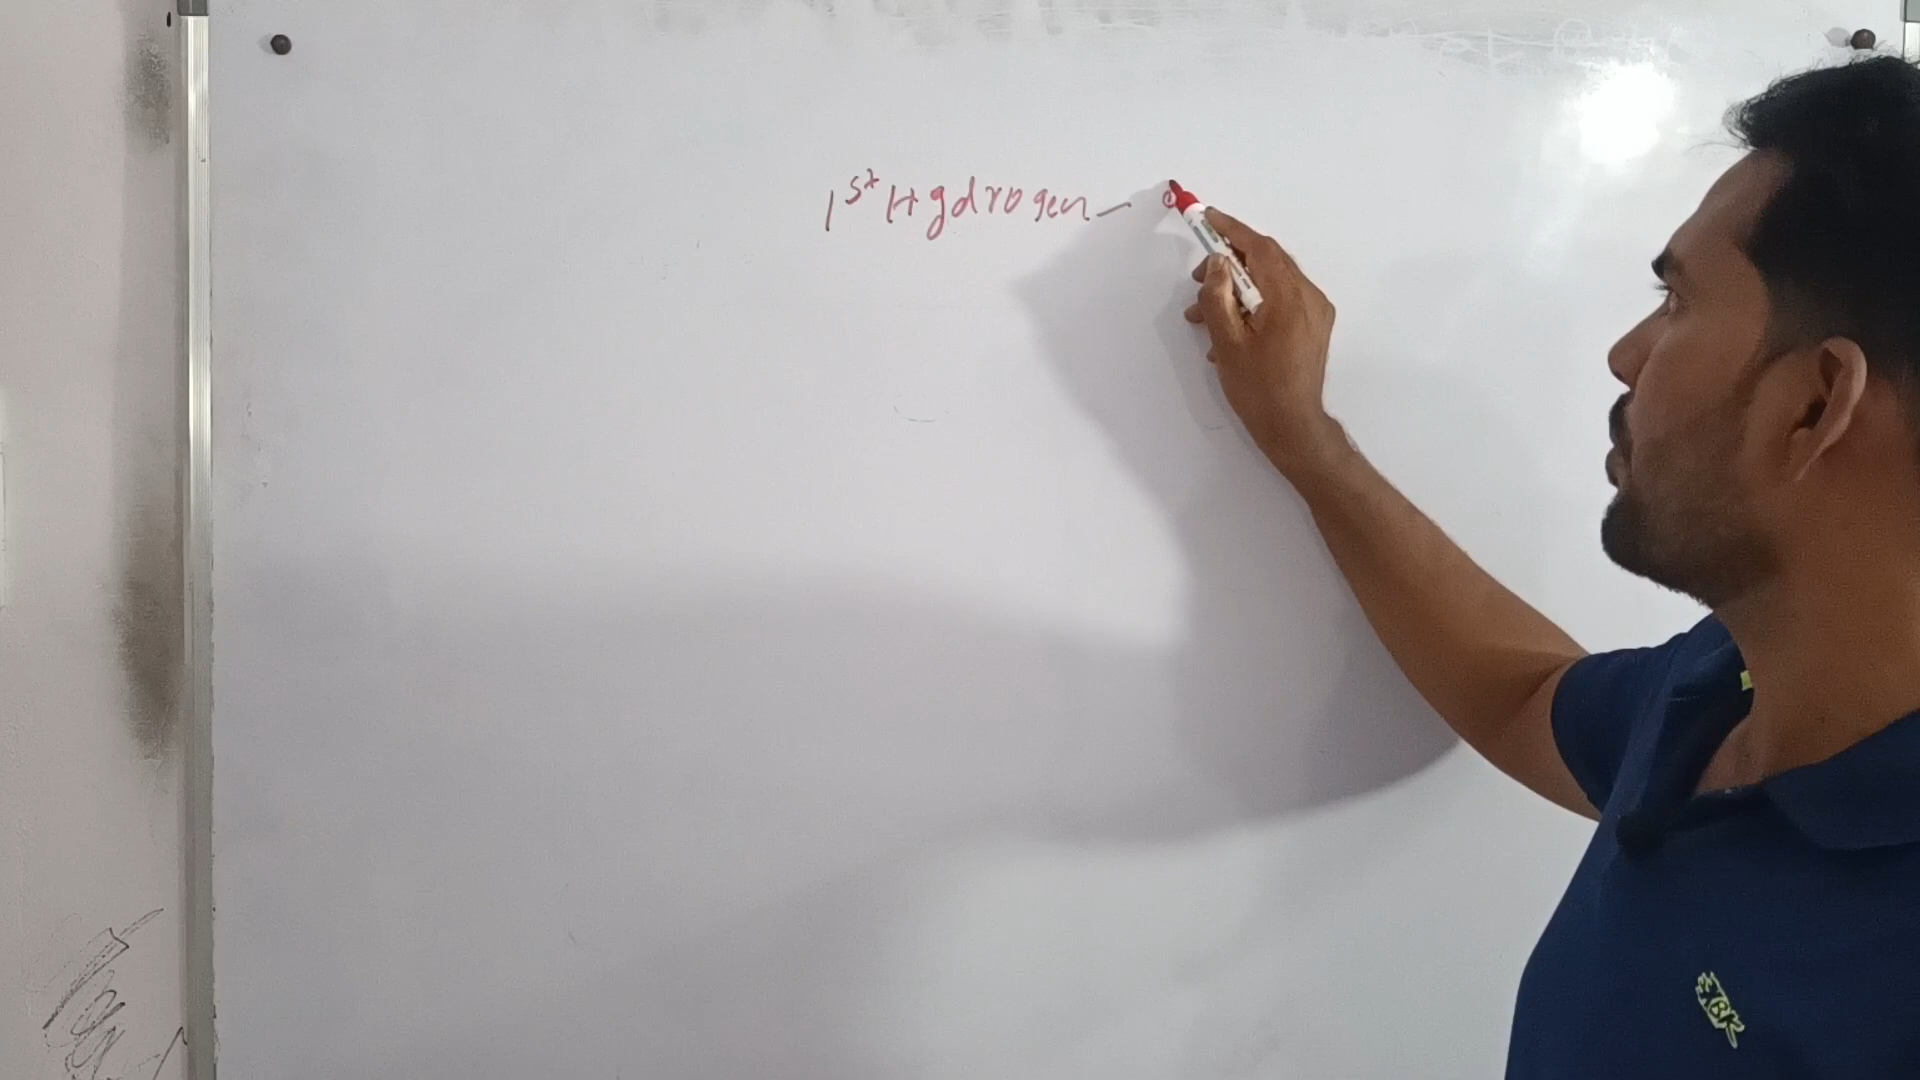 1st Hydrogen –